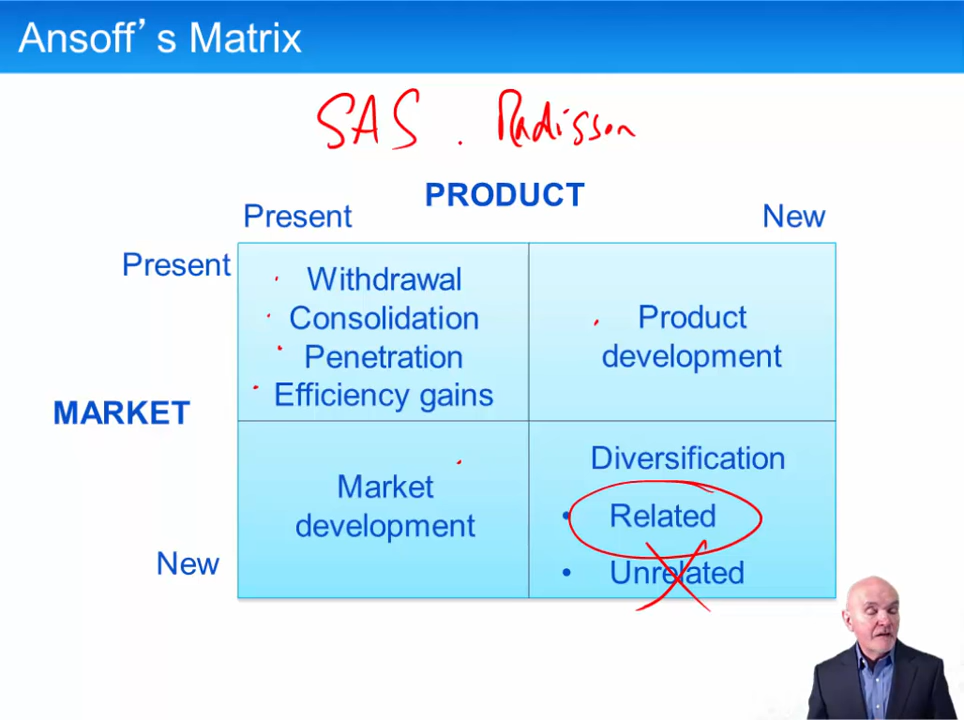 Ansoff’s Matrix
SAS . Radisson
PRODUCT
Present New
Present
Withdrawal
Consolidation
Penetration
Efficiency gains
Product
development
MARKET
Market
development
Diversification
• Related
• Unrelated
New